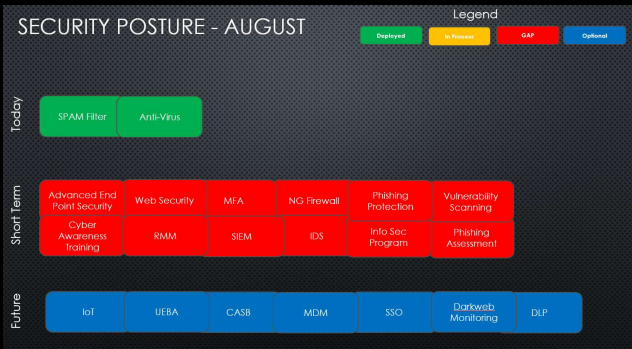 SECURITY POSTURE - AUGUST
Legend
Deployed
In Process
GAP
Optional
Today
SPAM Filter
Anti-Virus
Short Term
Advanced End
Point Security
Web Security
MFA
NG Firewall
Phishing
Protection
Vulnerability
Scanning
Cyber
Awareness
Training
RMM
SIEM
IDS
Info Sec
Program
Phishing
Assessment
Future
IoT
UEBA
CASB
MDM
SSO
Darkweb
Monitoring
DLP